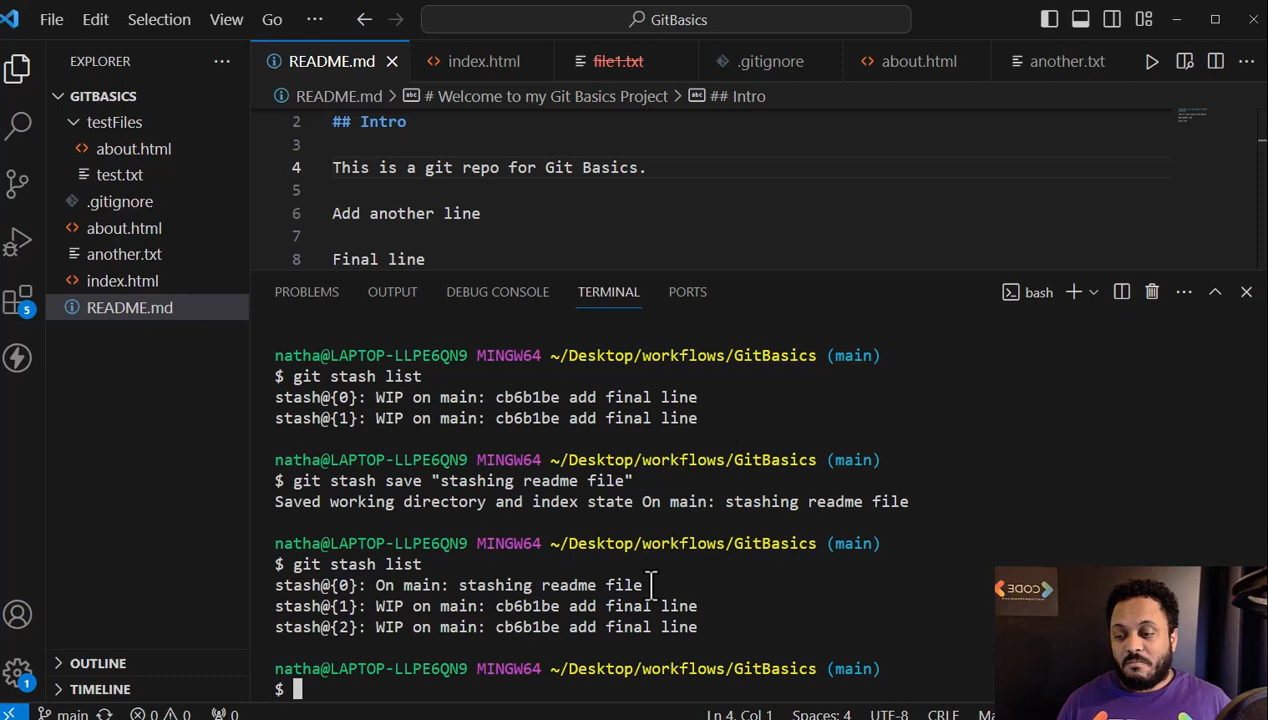 File Edit Selection View Go ··· GitBasics
EXPLORER ···
README.md
index.html
file1.txt
.gitignore
about.html
another.txt
···
GITBASICS
testFiles
about.html
test.txt
.gitignore
about.html
another.txt
index.html
README.md
README.md > # Welcome to my Git Basics Project > ## Intro
2 ## Intro
3
4 This is a git repo for Git Basics.
5
6 Add another line
7
8 Final line
PROBLEMS OUTPUT DEBUG CONSOLE TERMINAL PORTS
bash
natha@LAPTOP-LLPE6QN9 MINGW64 ~/Desktop/workflows/GitBasics (main)
$ git stash list
stash@{0}: WIP on main: cb6b1be add final line
stash@{1}: WIP on main: cb6b1be add final line
natha@LAPTOP-LLPE6QN9 MINGW64 ~/Desktop/workflows/GitBasics (main)
$ git stash save "stashing readme file"
Saved working directory and index state On main: stashing readme file
natha@LAPTOP-LLPE6QN9 MINGW64 ~/Desktop/workflows/GitBasics (main)
$ git stash list
stash@{0}: On main: stashing readme file
stash@{1}: WIP on main: cb6b1be add final line
stash@{2}: WIP on main: cb6b1be add final line
natha@LAPTOP-LLPE6QN9 MINGW64 ~/Desktop/workflows/GitBasics (main)
$
5
1
OUTLINE
TIMELINE
CODE
main 0 0 0 Ln 4, Col 1 Spaces: 4 UTF-8 CRLF